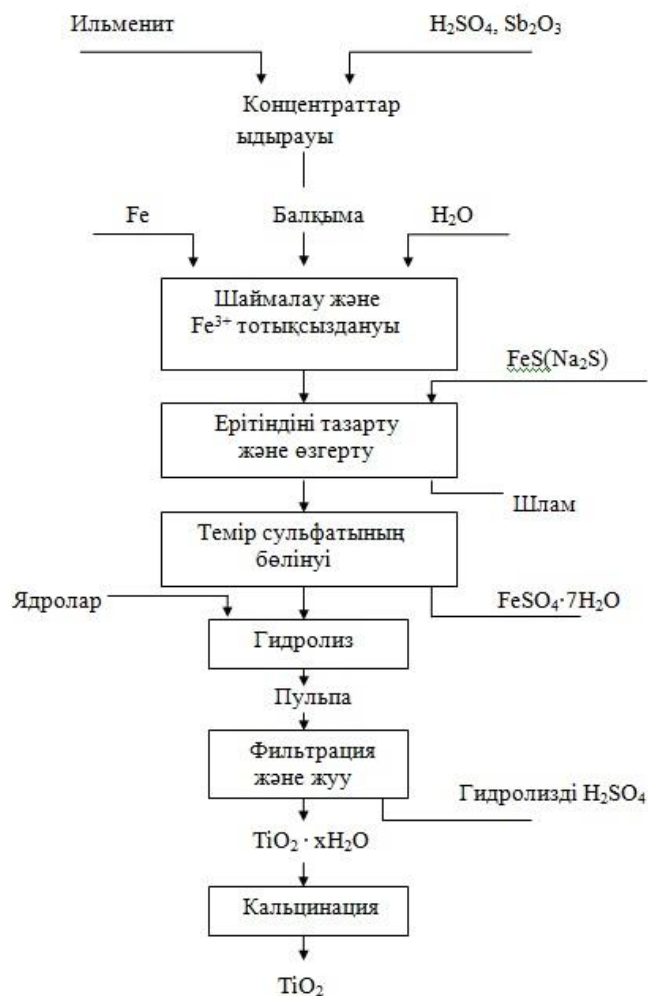 Ильменит
H₂SO₄, Sb₂O₃
Концентраттар
ыдырауы
Fe
Балқыма
H₂O
Шаймалау және
Fe³⁺ тотықсыздануы
FeS(Na₂S)
Ерітіндіні тазарту
және өзгерту
Шлам
Темір сульфатының
бөлінуі
Ядролар
FeSO₄·7H₂O
Гидролиз
Пульпа
Фильтрация
және жуу
Гидролизді H₂SO₄
TiO₂ · xH₂O
Кальцинация
TiO₂